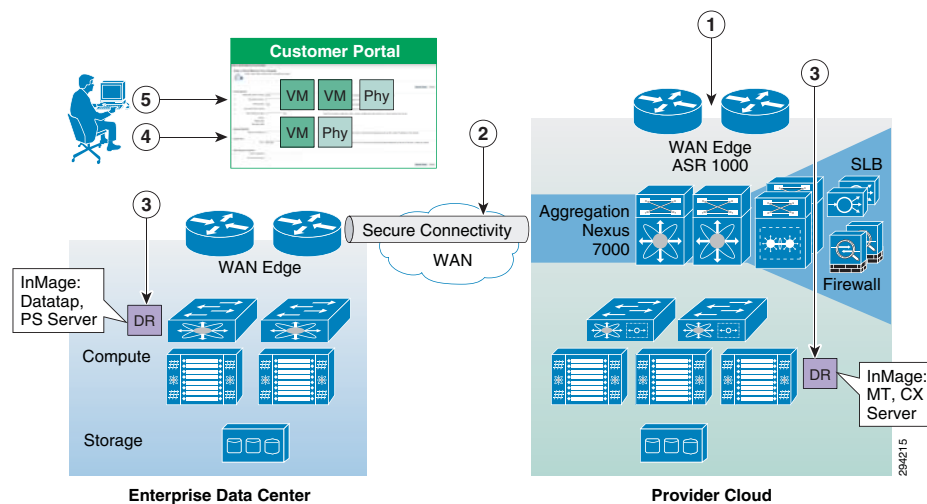 1
Customer Portal
3
VM
VM
Phy
5
VM
Phy
4
2
WAN Edge
ASR 1000
SLB
3
Aggregation
Nexus
7000
Secure Connectivity
WAN
WAN Edge
Firewall
InMage:
Datatap,
PS Server
DR
Compute
DR
InMage:
MT, CX
Server
Storage
294215
Enterprise Data Center
Provider Cloud